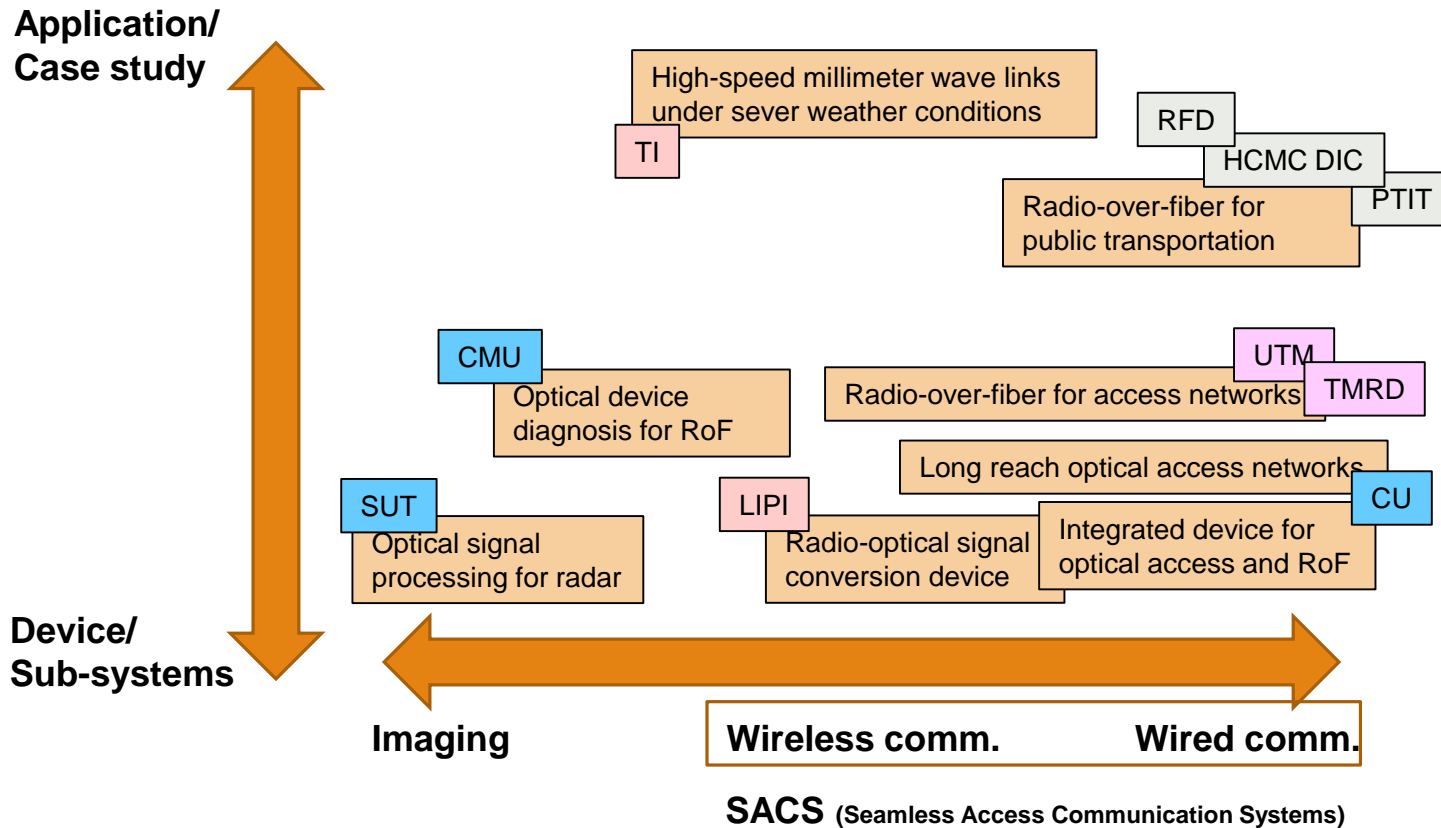 Application/
Case study
High-speed millimeter wave links
under sever weather conditions
TI
RFD
HCMC DIC
PTIT
Radio-over-fiber for
public transportation
CMU
Optical device
diagnosis for RoF
UTM
TMRD
Radio-over-fiber for access networks
Long reach optical access networks
CU
SUT
Optical signal
processing for radar
LIPI
Radio-optical signal
conversion device
Integrated device for
optical access and RoF
Device/
Sub-systems
Imaging
Wireless comm.
Wired comm.
SACS (Seamless Access Communication Systems)